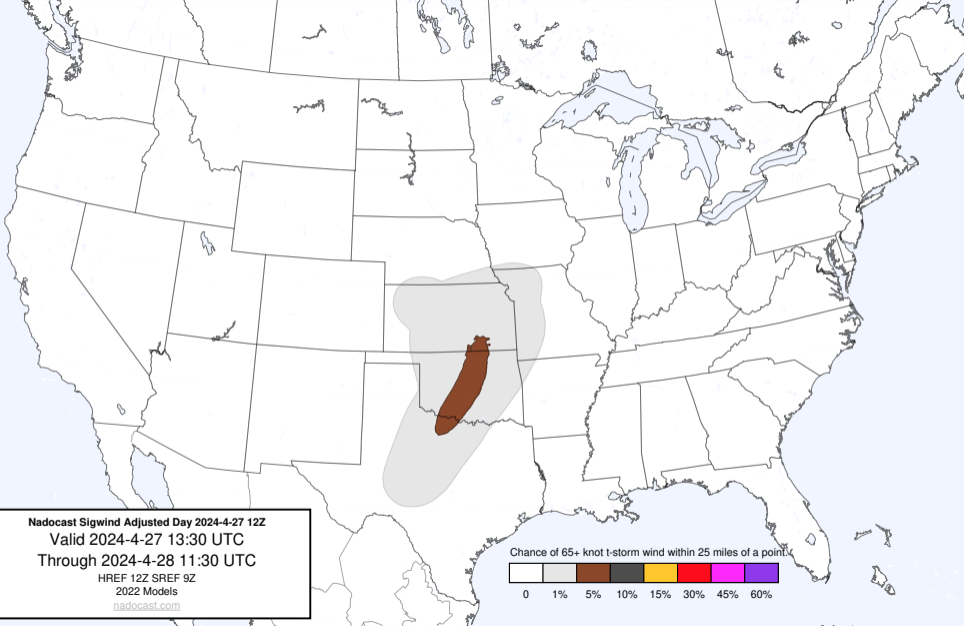 Nadocast Sigwind Adjusted Day 2024-4-27 12Z
Valid 2024-4-27 13:30 UTC
Through 2024-4-28 11:30 UTC
HREF 12Z SREF 9Z
2022 Models
nadocast.com
Chance of 65+ knot t-storm wind within 25 miles of a point.
0 1% 5% 10% 15% 30% 45% 60%